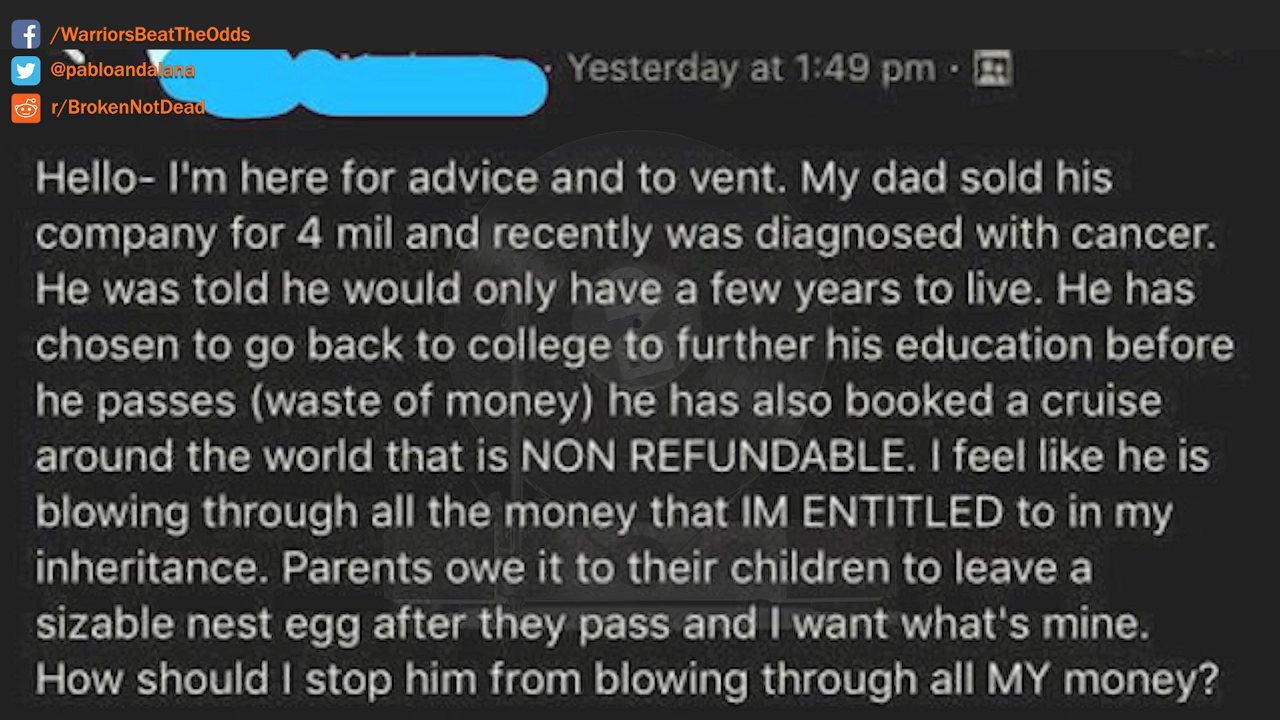 /WarriorsBeatTheOdds
@pabloandalana
r/BrokenNotDead
· Yesterday at 1:49 pm ·
Hello- I'm here for advice and to vent. My dad sold his
company for 4 mil and recently was diagnosed with cancer.
He was told he would only have a few years to live. He has
chosen to go back to college to further his education before
he passes (waste of money) he has also booked a cruise
around the world that is NON REFUNDABLE. I feel like he is
blowing through all the money that IM ENTITLED to in my
inheritance. Parents owe it to their children to leave a
sizable nest egg after they pass and I want what's mine.
How should I stop him from blowing through all MY money?